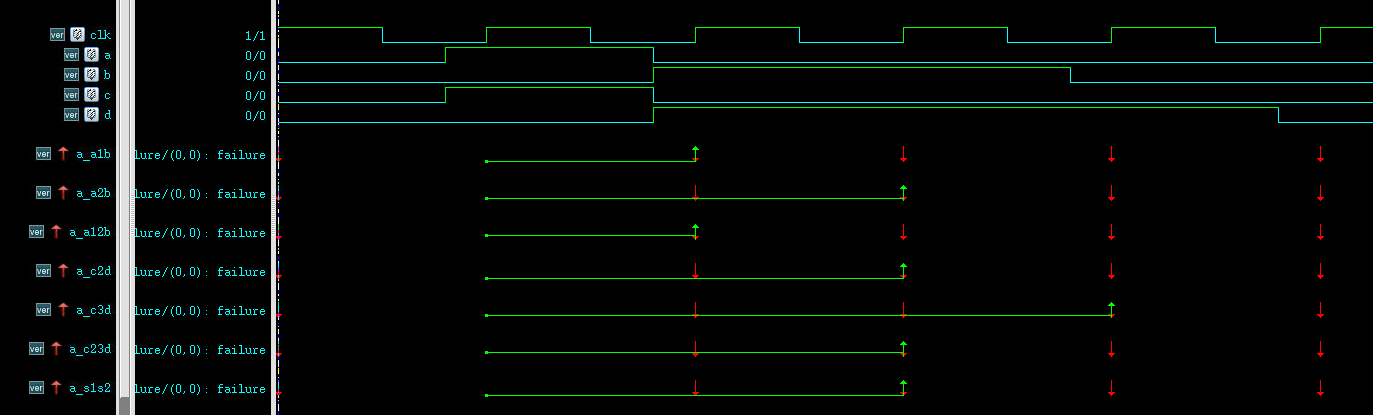 ver clk 1/1
ver a 0/0
ver b 0/0
ver c 0/0
ver d 0/0
ver a_a1b lure/(0,0): failure
ver a_a2b lure/(0,0): failure
ver a_a12b lure/(0,0): failure
ver a_c2d lure/(0,0): failure
ver a_c3d lure/(0,0): failure
ver a_c23d lure/(0,0): failure
ver a_s1s2 lure/(0,0): failure